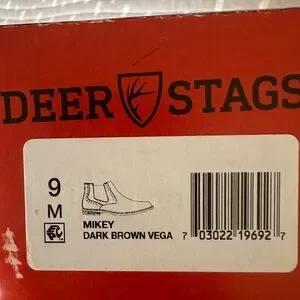 DEER STAGS
9
M
MIKEY
DARK BROWN VEGA
7 03022 19692 7